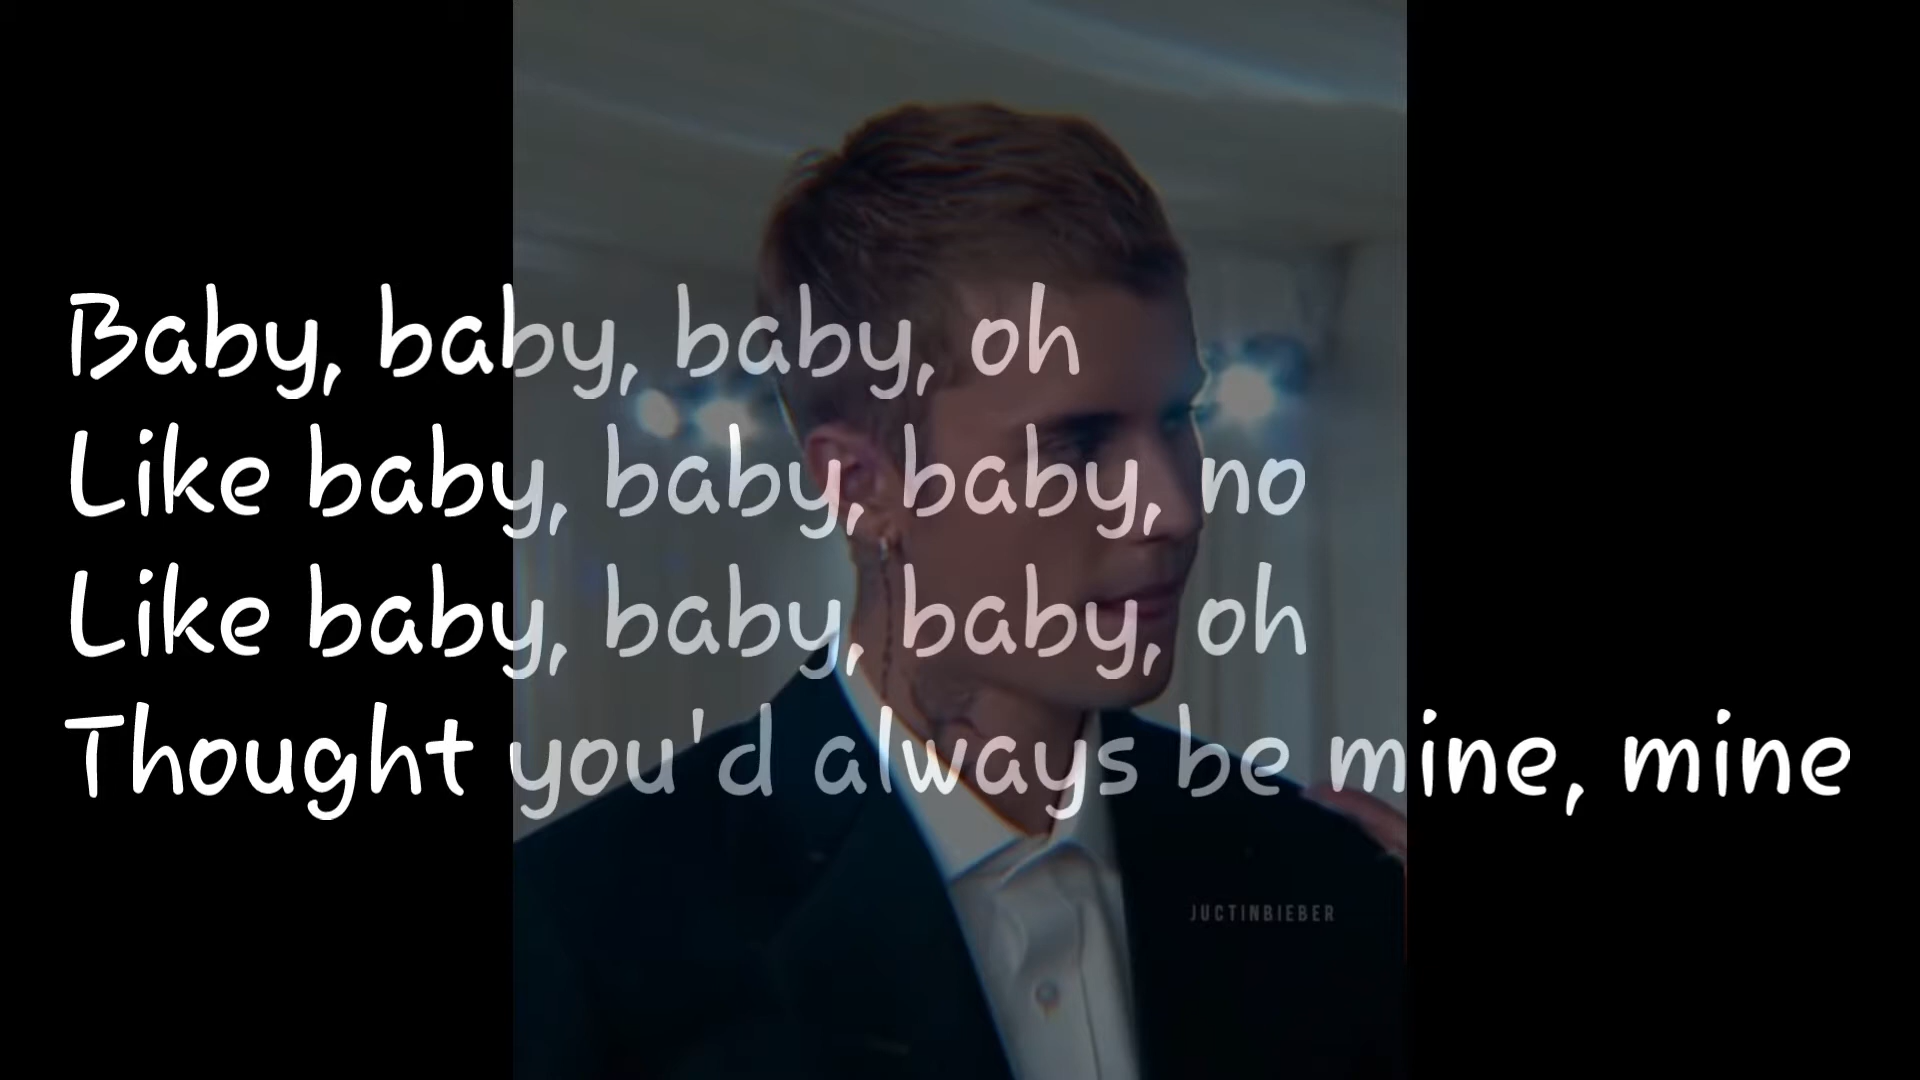 Baby, baby, baby, oh
Like baby, baby, baby, no
Like baby, baby, baby, oh
Thought you'd always be mine, mine
JUCTINBIEBER